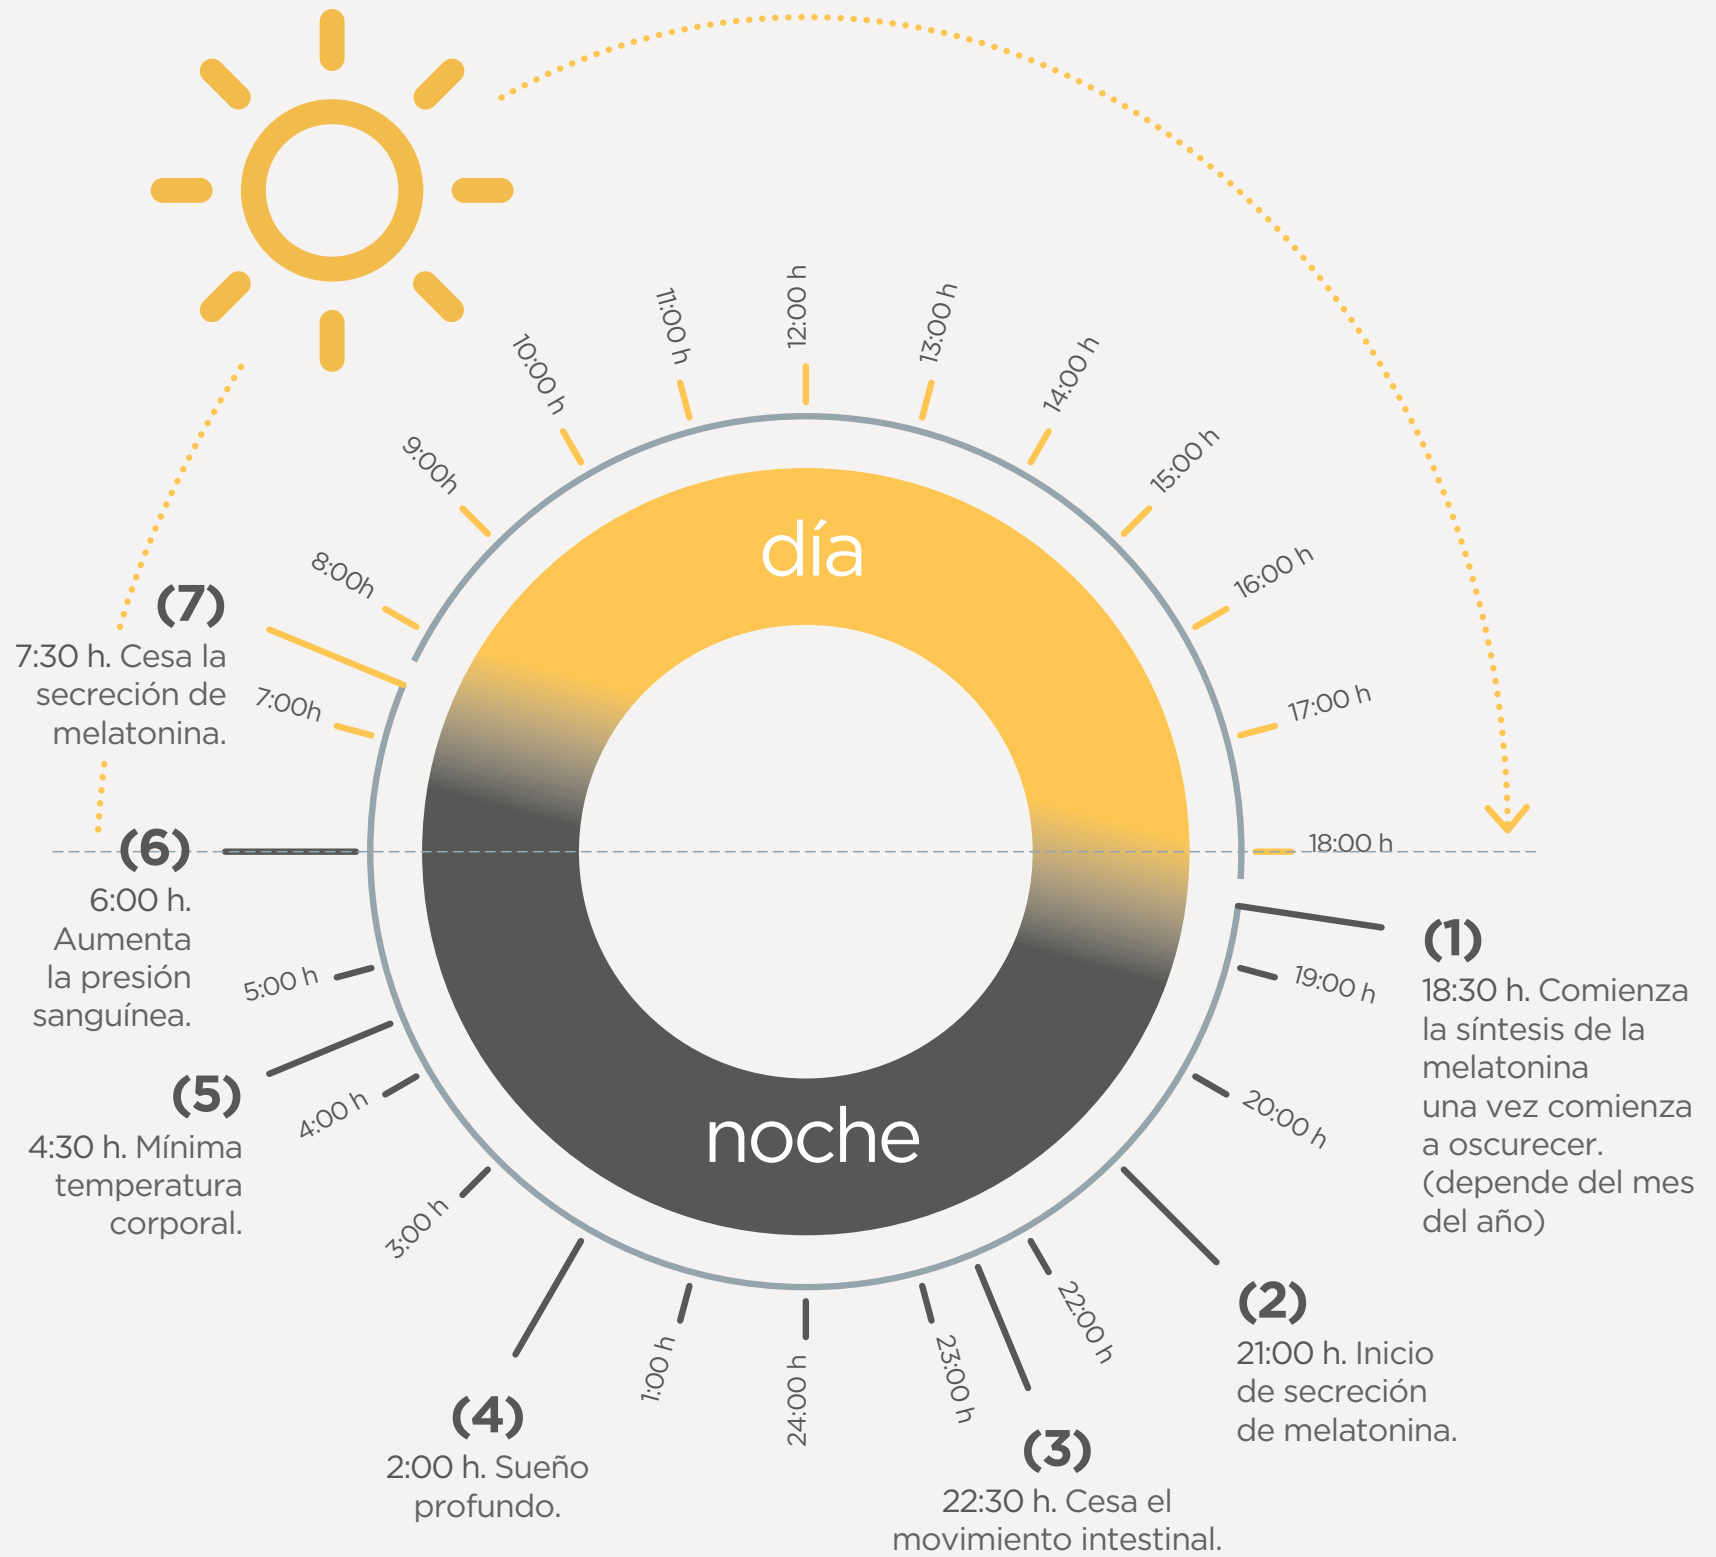 12:00 h
13:00 h
14:00 h
15:00 h
16:00 h
17:00 h
18:00 h
(1)
18:30 h. Comienza
la síntesis de la
melatonina
una vez comienza
a oscurecer.
(depende del mes
del año)
19:00 h
20:00 h
(2)
21:00 h. Inicio
de secreción
de melatonina.
22:00 h
(3)
22:30 h. Cesa el
movimiento intestinal.
23:00 h
24:00 h
1:00 h
(4)
2:00 h. Sueño
profundo.
3:00 h
4:00 h
(5)
4:30 h. Mínima
temperatura
corporal.
5:00 h
(6)
6:00 h.
Aumenta
la presión
sanguínea.
7:00h
(7)
7:30 h. Cesa la
secreción de
melatonina.
8:00h
9:00h
10:00 h
11:00 h
día
noche